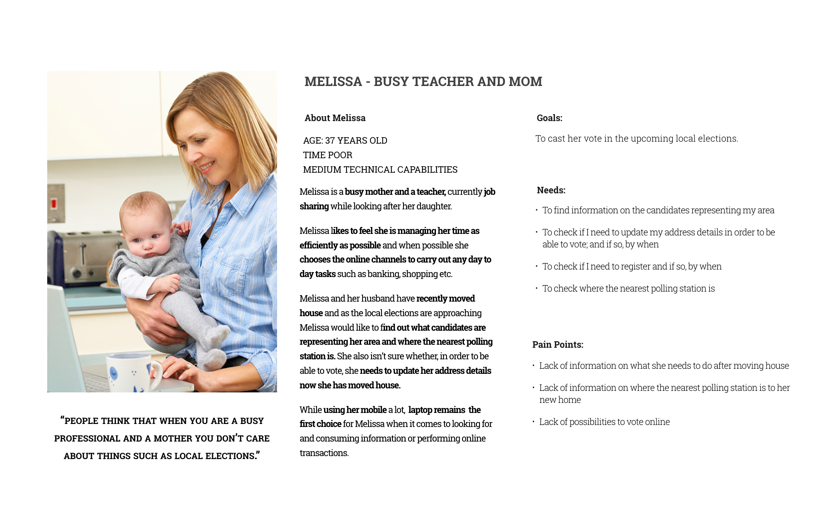 MELISSA - BUSY TEACHER AND MOM
About Melissa
AGE: 37 YEARS OLD
TIME POOR
MEDIUM TECHNICAL CAPABILITIES
Melissa is a busy mother and a teacher, currently job
sharing while looking after her daughter.
Melissa likes to feel she is managing her time as
efficiently as possible and when possible she
chooses the online channels to carry out any day to
day tasks such as banking, shopping etc.
Melissa and her husband have recently moved
house and as the local elections are approaching
Melissa would like to find out what candidates are
representing her area and where the nearest polling
station is. She also isn't sure whether, in order to be
able to vote, she needs to update her address details
now she has moved house.
While using her mobile a lot, laptop remains the
first choice for Melissa when it comes to looking for
and consuming information or performing online
transactions.
Goals:
To cast her vote in the upcoming local elections.
Needs:
· To find information on the candidates representing my area
· To check if I need to update my address details in order to be
able to vote; and if so, by when
· To check if I need to register and if so, by when
· To check where the nearest polling station is
Pain Points:
· Lack of information on what she needs to do after moving house
· Lack of information on where the nearest polling station is to her
new home
· Lack of possibilities to vote online
"PEOPLE THINK THAT WHEN YOU ARE A BUSY
PROFESSIONAL AND A MOTHER YOU DON'T CARE
ABOUT THINGS SUCH AS LOCAL ELECTIONS."